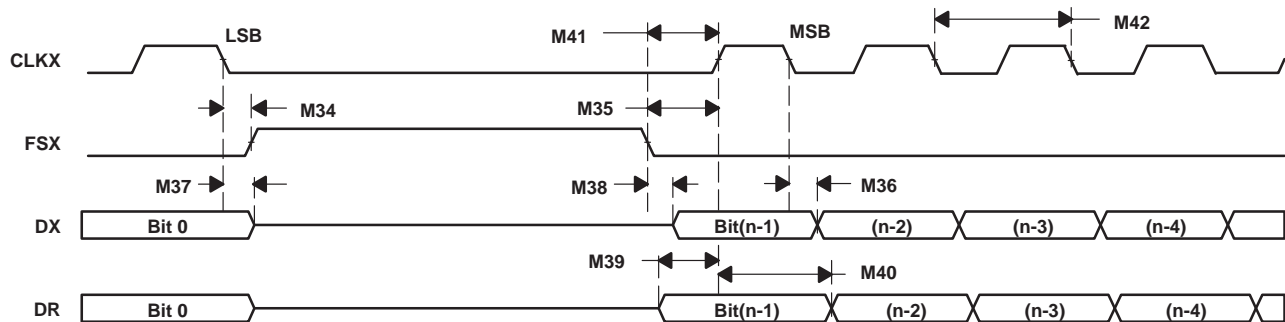 LSB
M41
MSB
M42
CLKX
M34
M35
FSX
M37
M38
M36
DX
Bit 0
Bit(n-1)
(n-2)
(n-3)
(n-4)
M39
M40
DR
Bit 0
Bit(n-1)
(n-2)
(n-3)
(n-4)